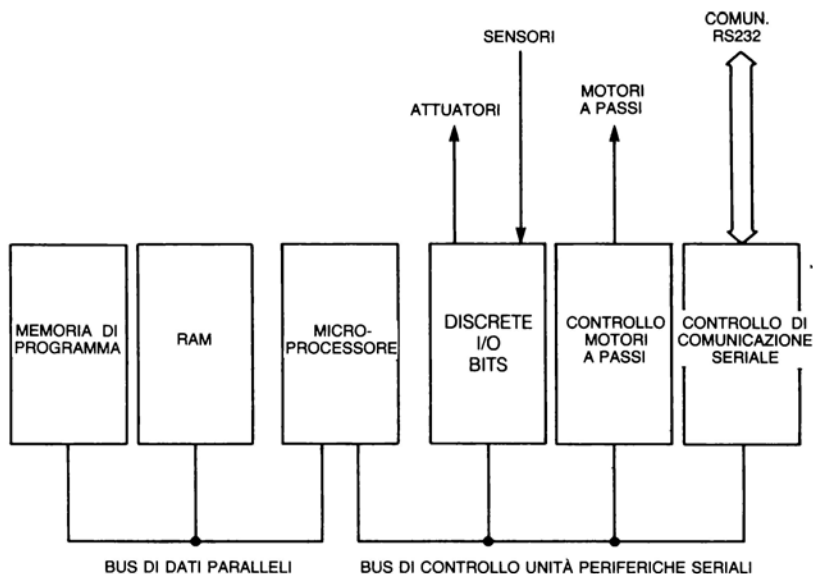 COMUN.
RS232
SENSORI
MOTORI
A PASSI
ATTUATORI
MEMORIA DI
PROGRAMMA
RAM
MICRO-
PROCESSORE
DISCRETE
I/O
BITS
CONTROLLO
MOTORI
A PASSI
CONTROLLO DI
COMUNICAZIONE
SERIALE
BUS DI DATI PARALLELI
BUS DI CONTROLLO UNITÀ PERIFERICHE SERIALI